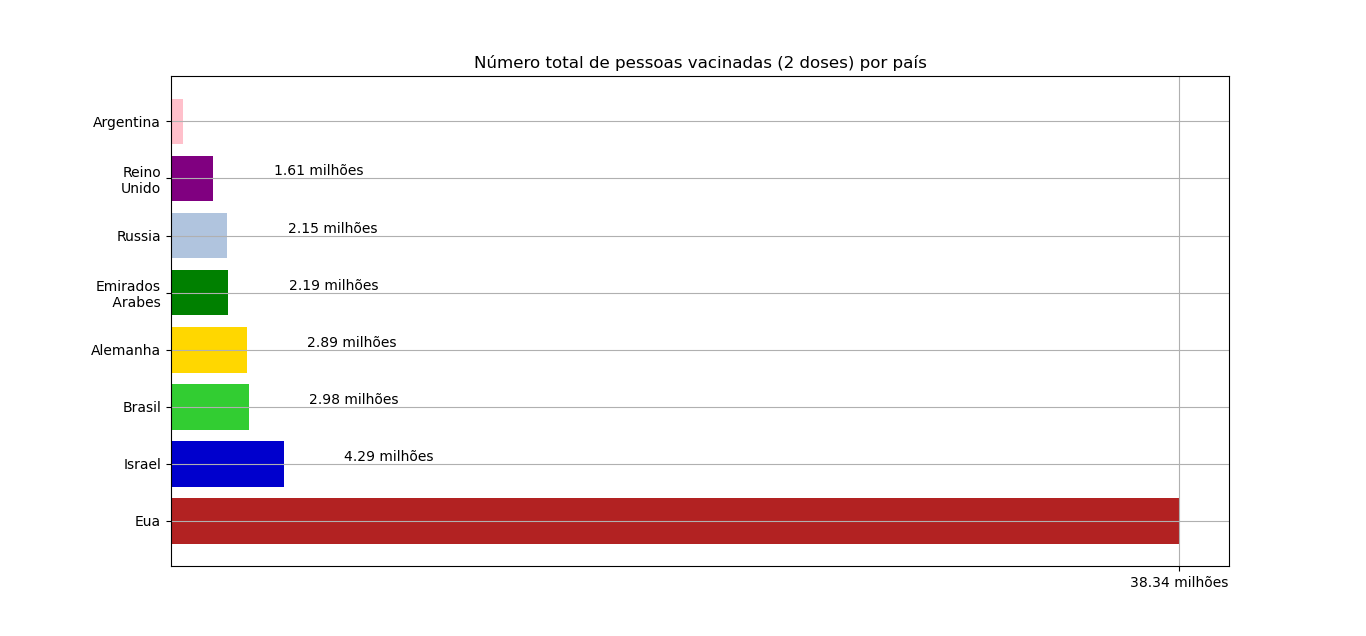 Número total de pessoas vacinadas (2 doses) por país
Argentina
Reino
Unido
1.61 milhões
Russia
2.15 milhões
Emirados
Arabes
2.19 milhões
Alemanha
2.89 milhões
Brasil
2.98 milhões
Israel
4.29 milhões
Eua
38.34 milhões